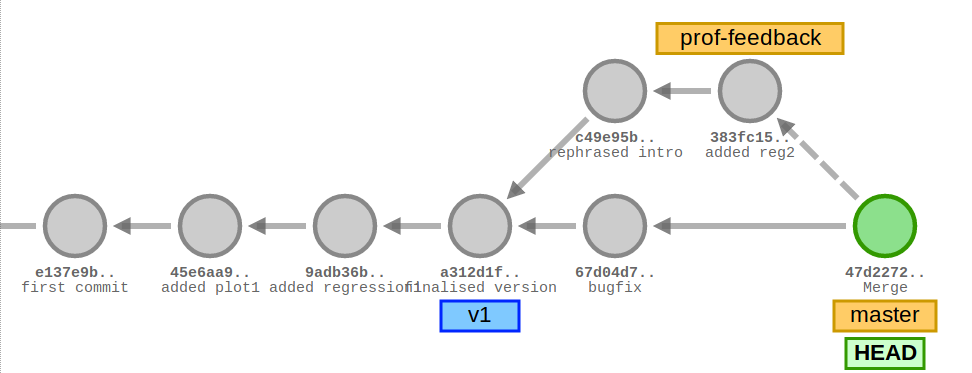 prof-feedback
c49e95b..
rephrased intro
383fc15..
added reg2
e137e9b..
first commit
45e6aa9..
added plot1
9adb36b..
added regression1
a312d1f..
finalised version
67d04d7..
bugfix
47d2272..
Merge
v1
master
HEAD